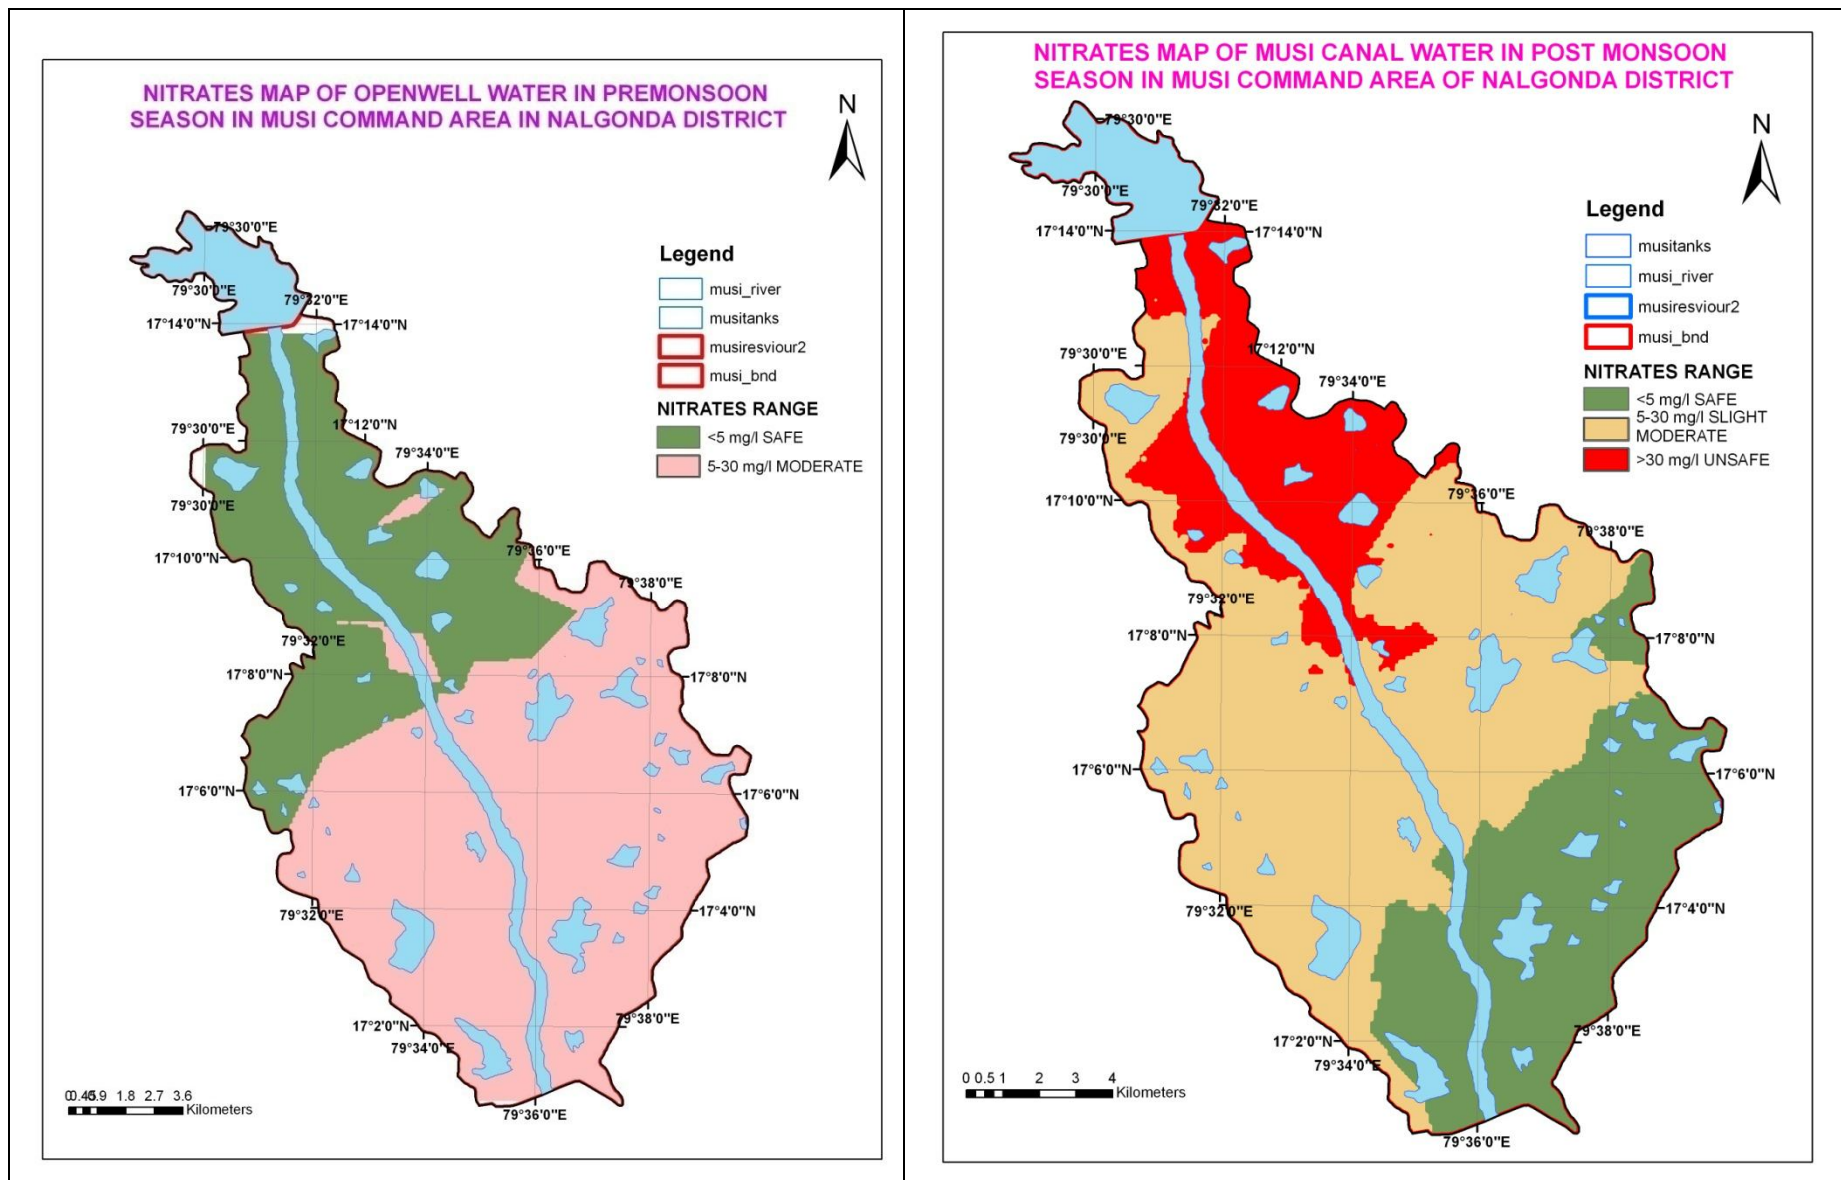 NITRATES MAP OF OPENWELL WATER IN PREMONSOON
SEASON IN MUSI COMMAND AREA IN NALGONDA DISTRICT
N
79°30'0"E
79°30'0"E
79°32'0"E
17°14'0"N
17°14'0"N
Legend
musi_river
musitanks
musiresviour2
musi_bnd
NITRATES RANGE
<5 mg/l SAFE
5-30 mg/l MODERATE
79°30'0"E
17°12'0"N
79°34'0"E
79°30'0"E
17°10'0"N
79°36'0"E
79°38'0"E
79°32'0"E
17°8'0"N
17°8'0"N
17°6'0"N
17°6'0"N
79°32'0"E
17°4'0"N
17°2'0"N
79°38'0"E
79°34'0"E
0 0.45 0.9 1.8 2.7 3.6
Kilometers
79°36'0"E
NITRATES MAP OF MUSI CANAL WATER IN POST MONSOON
SEASON IN MUSI COMMAND AREA OF NALGONDA DISTRICT
N
79°30'0"E
79°30'0"E
79°32'0"E
17°14'0"N
17°14'0"N
Legend
musitanks
musi_river
musiresviour2
musi_bnd
NITRATES RANGE
<5 mg/l SAFE
5-30 mg/l SLIGHT
MODERATE
>30 mg/l UNSAFE
79°30'0"E
17°12'0"N
79°34'0"E
79°30'0"E
17°10'0"N
79°36'0"E
79°38'0"E
79°32'0"E
17°8'0"N
17°8'0"N
17°6'0"N
17°6'0"N
79°32'0"E
17°4'0"N
79°38'0"E
17°2'0"N
79°34'0"E
0 0.5 1 2 3 4
Kilometers
79°36'0"E